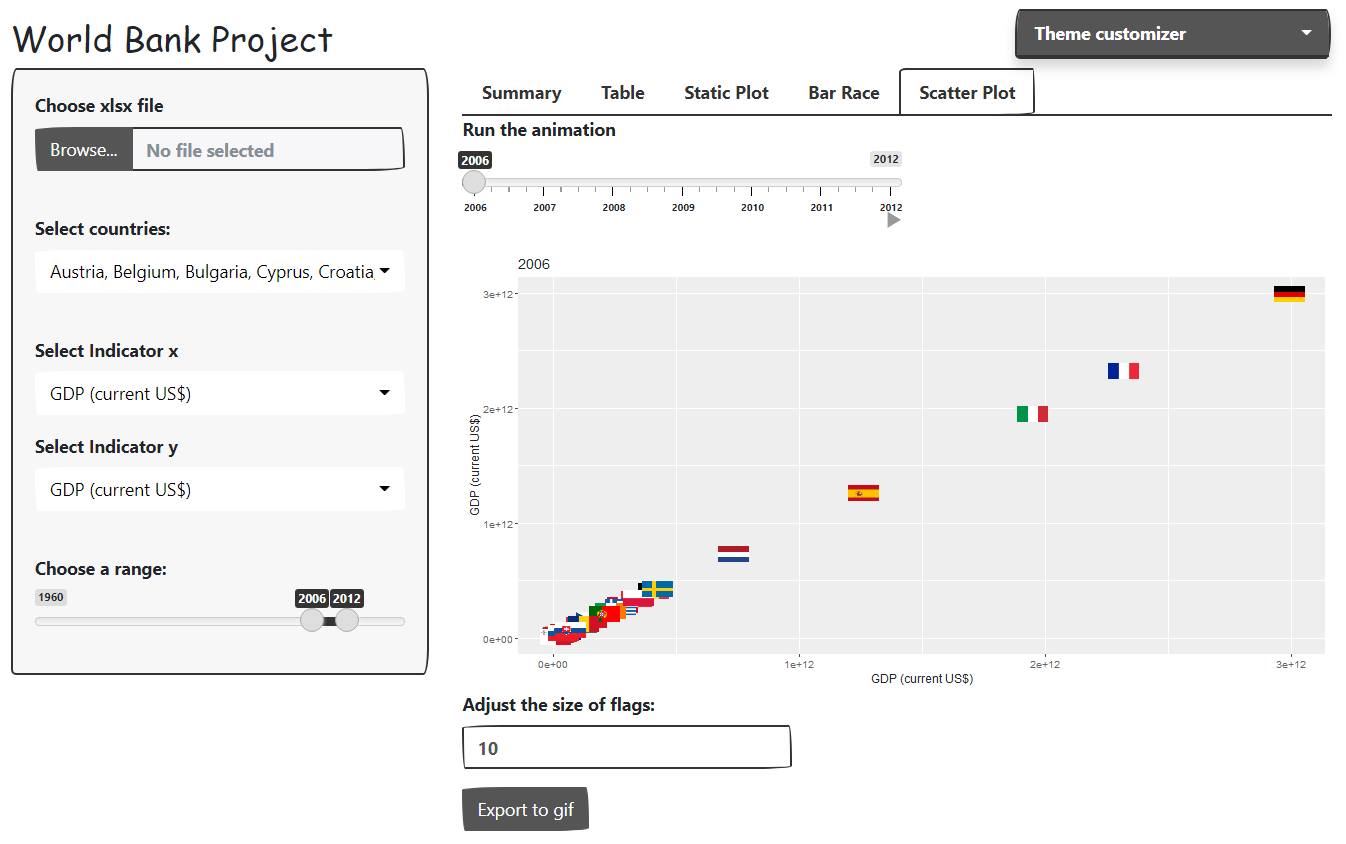 World Bank Project
Theme customizer
Choose xlsx file
Browse... No file selected
Select countries:
Austria, Belgium, Bulgaria, Cyprus, Croatia,
Select Indicator x
GDP (current US$)
Select Indicator y
GDP (current US$)
Choose a range:
1960 2006 2012
Summary Table Static Plot Bar Race Scatter Plot
Run the animation
2006 2012
2006 2007 2008 2009 2010 2011 2012
2006
3e+12
2e+12
1e+12
0e+00
GDP (current US$)
0e+00 1e+12 2e+12 3e+12
GDP (current US$)
Adjust the size of flags:
10
Export to gif